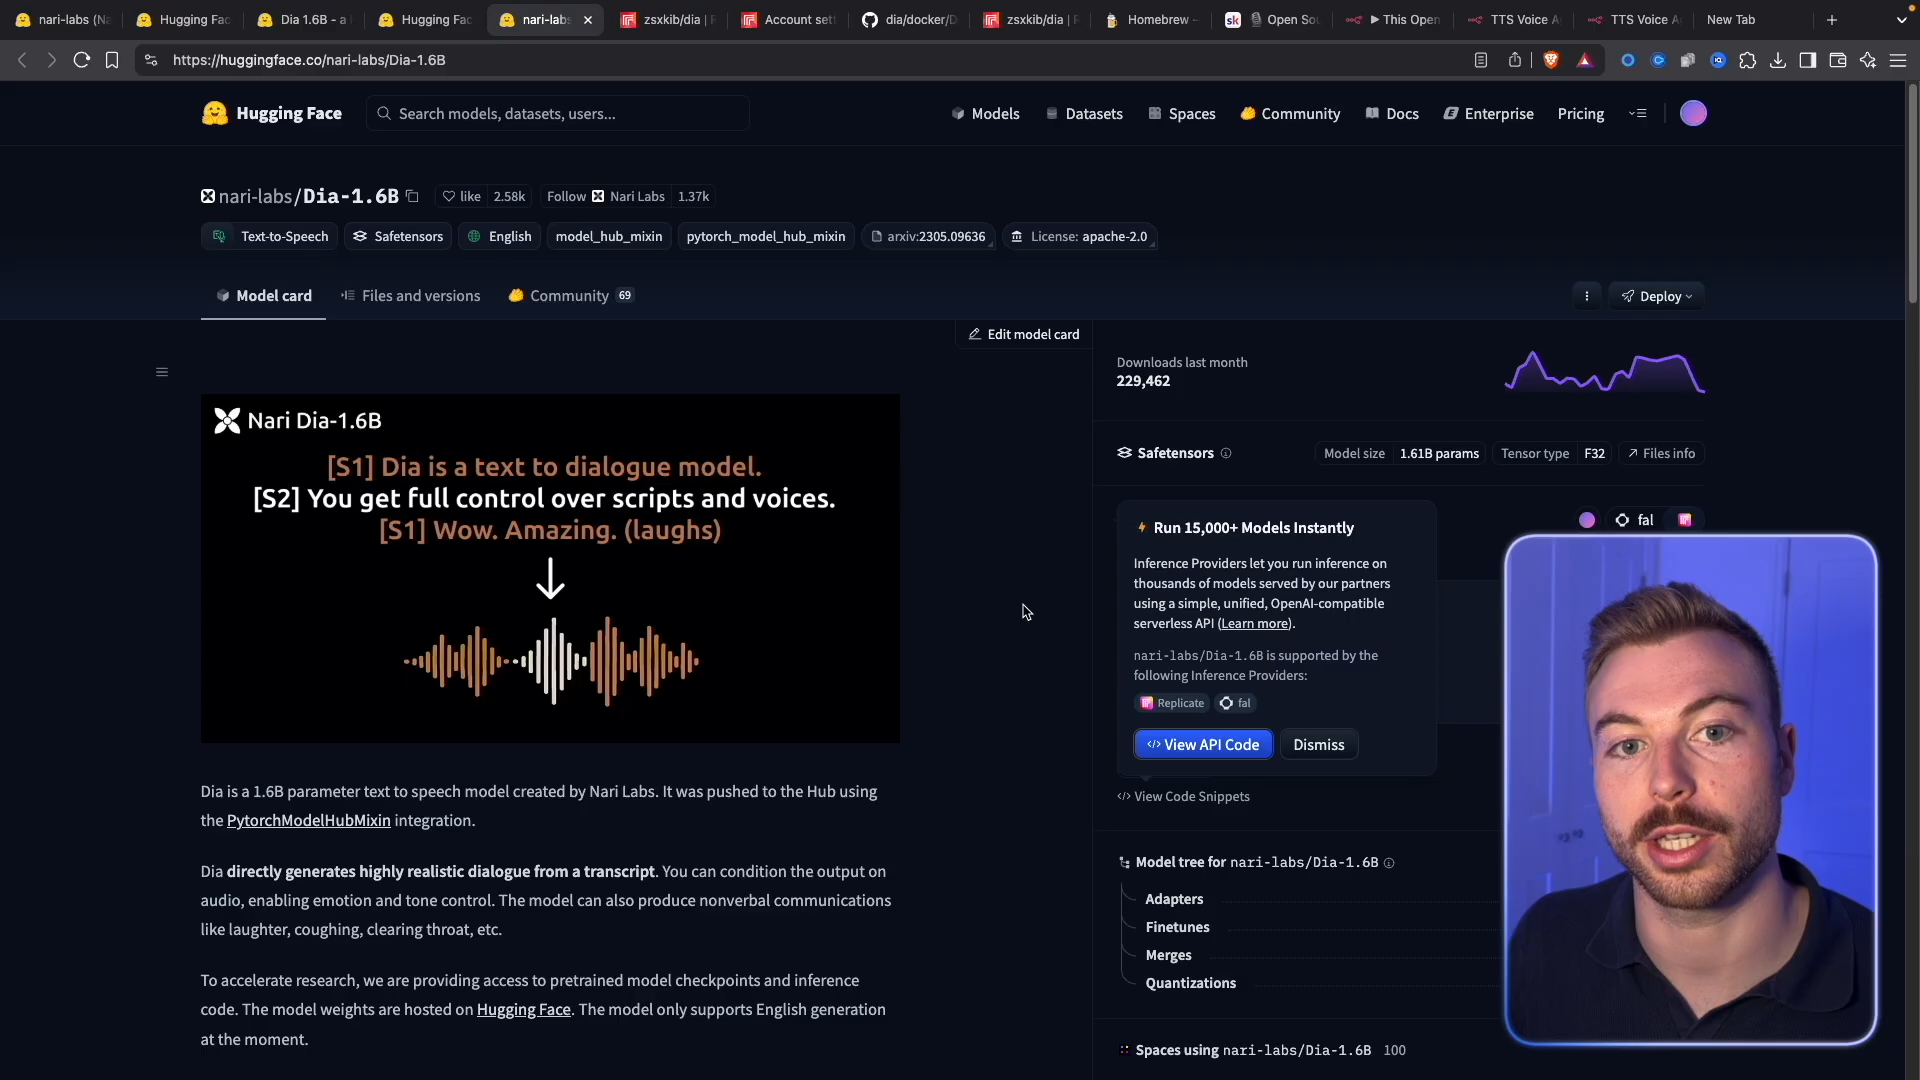 nari-labs (Na
Hugging Fac
Dia 1.6B - a
Hugging Fac
nari-labs
zsxkib/dia | R
Account sett
dia/docker/D
zsxkib/dia | R
Homebrew –
Open Sou
This Open
TTS Voice A
TTS Voice A
New Tab
https://huggingface.co/nari-labs/Dia-1.6B
Hugging Face
Search models, datasets, users...
Models
Datasets
Spaces
Community
Docs
Enterprise
Pricing
nari-labs/Dia-1.6B
like 2.58k
Follow Nari Labs 1.37k
Text-to-Speech
Safetensors
English
model_hub_mixin
pytorch_model_hub_mixin
arxiv:2305.09636
License: apache-2.0
Model card
Files and versions
Community 69
Deploy
Edit model card
Nari Dia-1.6B
[S1] Dia is a text to dialogue model.
[S2] You get full control over scripts and voices.
[S1] Wow. Amazing. (laughs)
Dia is a 1.6B parameter text to speech model created by Nari Labs. It was pushed to the Hub using
the PytorchModelHubMixin integration.
Dia directly generates highly realistic dialogue from a transcript. You can condition the output on
audio, enabling emotion and tone control. The model can also produce nonverbal communications
like laughter, coughing, clearing throat, etc.
To accelerate research, we are providing access to pretrained model checkpoints and inference
code. The model weights are hosted on Hugging Face. The model only supports English generation
at the moment.
Downloads last month
229,462
Safetensors
Model size 1.61B params
Tensor type F32
Files info
fal
Run 15,000+ Models Instantly
Inference Providers let you run inference on
thousands of models served by our partners
using a simple, unified, OpenAI-compatible
serverless API (Learn more).
nari-labs/Dia-1.6B is supported by the
following Inference Providers:
Replicate
fal
View API Code
Dismiss
View Code Snippets
Model tree for nari-labs/Dia-1.6B
Adapters
Finetunes
Merges
Quantizations
Spaces using nari-labs/Dia-1.6B 100